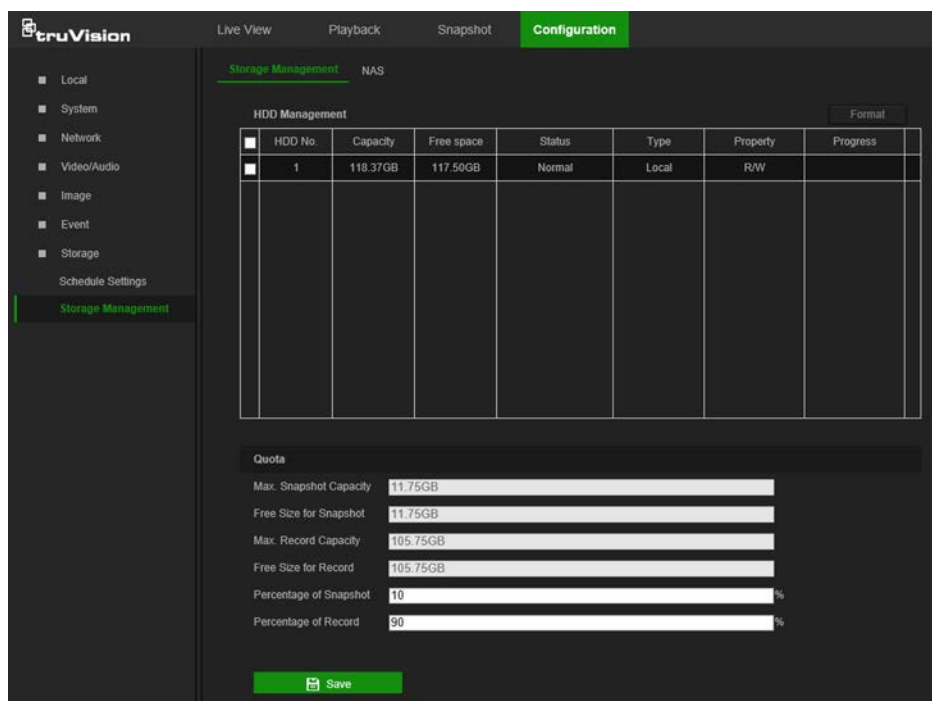 truVision
Live View Playback Snapshot Configuration
Local
System
Network
Video/Audio
Image
Event
Storage
Schedule Settings
Storage Management
Storage Management NAS
HDD Management Format
HDD No. Capacity Free space Status Type Property Progress
1 118.37GB 117.50GB Normal Local R/W
Quota
Max. Snapshot Capacity 11.75GB
Free Size for Snapshot 11.75GB
Max. Record Capacity 105.75GB
Free Size for Record 105.75GB
Percentage of Snapshot 10 %
Percentage of Record 90 %
Save